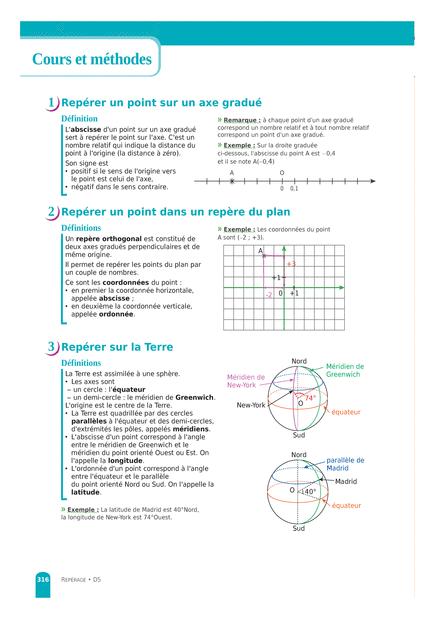 Cours et méthodes
1 Repérer un point sur un axe gradué
Définition
L'abscisse d'un point sur un axe gradué
sert à repérer le point sur l'axe. C'est un
nombre relatif qui indique la distance du
point à l'origine (la distance à zéro).
Son signe est
• positif si le sens de l'origine vers
le point est celui de l'axe,
• négatif dans le sens contraire.
» Remarque : à chaque point d'un axe gradué
correspond un nombre relatif et à tout nombre relatif
correspond un point d'un axe gradué.
» Exemple : Sur la droite graduée
ci-dessous, l'abscisse du point A est -0,4
et il se note A(-0,4)
A O
0 0,1
2 Repérer un point dans un repère du plan
Définitions
Un repère orthogonal est constitué de
deux axes gradués perpendiculaires et de
même origine.
Il permet de repérer les points du plan par
un couple de nombres.
Ce sont les coordonnées du point :
• en premier la coordonnée horizontale,
appelée abscisse ;
• en deuxième la coordonnée verticale,
appelée ordonnée.
» Exemple : Les coordonnées du point
A sont (-2 ; +3).
A
+3
+1
-2 0 +1
3 Repérer sur la Terre
Définitions
La Terre est assimilée à une sphère.
• Les axes sont
– un cercle : l'équateur
– un demi-cercle : le méridien de Greenwich.
L'origine est le centre de la Terre.
• La Terre est quadrillée par des cercles
parallèles à l'équateur et des demi-cercles,
d'extrémités les pôles, appelés méridiens.
• L'abscisse d'un point correspond à l'angle
entre le méridien de Greenwich et le
méridien du point orienté Ouest ou Est. On
l'appelle la longitude.
• L'ordonnée d'un point correspond à l'angle
entre l'équateur et le parallèle
du point orienté Nord ou Sud. On l'appelle la
latitude.
» Exemple : La latitude de Madrid est 40°Nord,
la longitude de New-York est 74°Ouest.
Nord
Méridien de
New-York
Méridien de
Greenwich
New-York
74°
O
équateur
Sud
Nord
parallèle de
Madrid
Madrid
O 40°
équateur
Sud
316 REPÉRAGE • D5